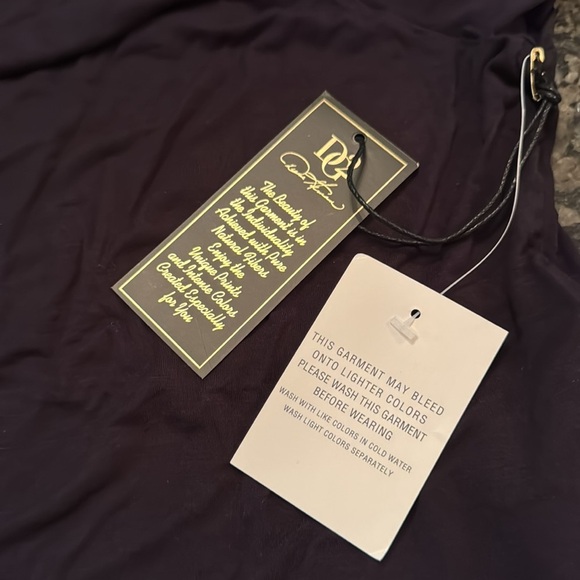 DG2
The Beauty of
this Garment is in
the Individuality
Achieved with Pure
Natural Fibers
Enjoy the
Unique Prints
and Intense Colors
Created Especially
for You
THIS GARMENT MAY BLEED
ONTO LIGHTER COLORS
PLEASE WASH THIS GARMENT
BEFORE WEARING
WASH WITH LIKE COLORS IN COLD WATER
WASH LIGHT COLORS SEPARATELY